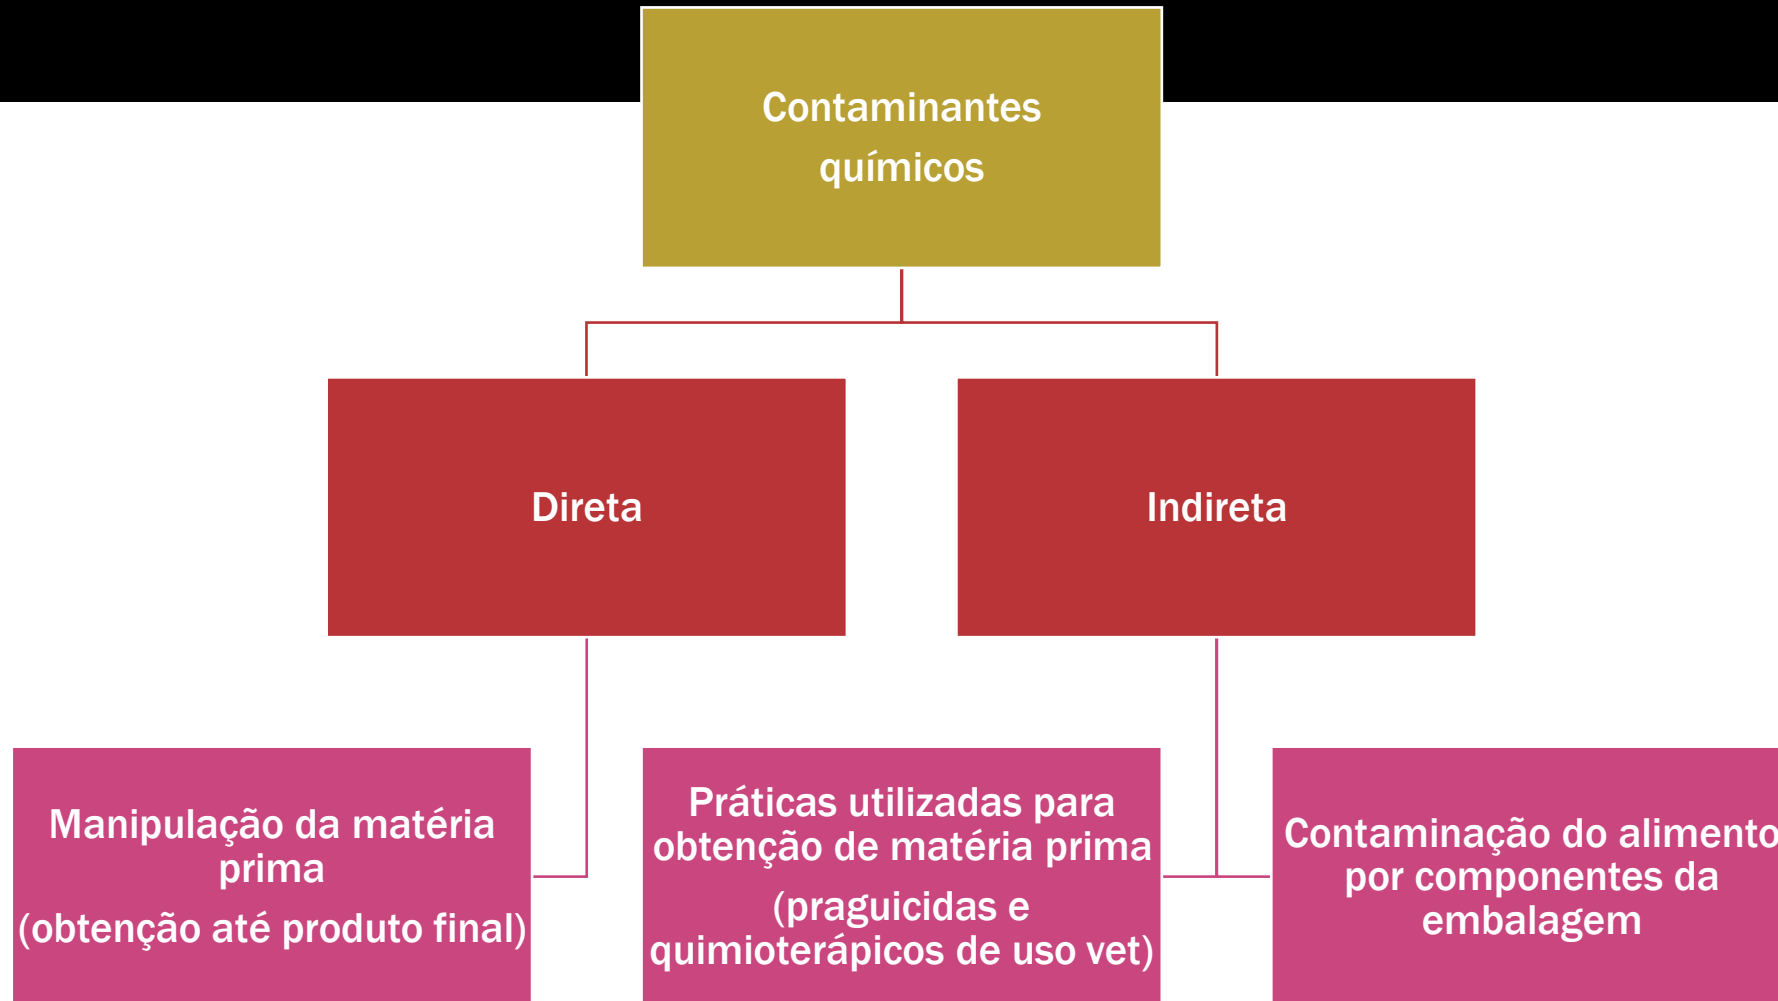 Contaminantes
químicos
Direta
Indireta
Manipulação da matéria
prima
(obtenção até produto final)
Práticas utilizadas para
obtenção de matéria prima
(praguicidas e
quimioterápicos de uso vet)
Contaminação do alimento
por componentes da
embalagem